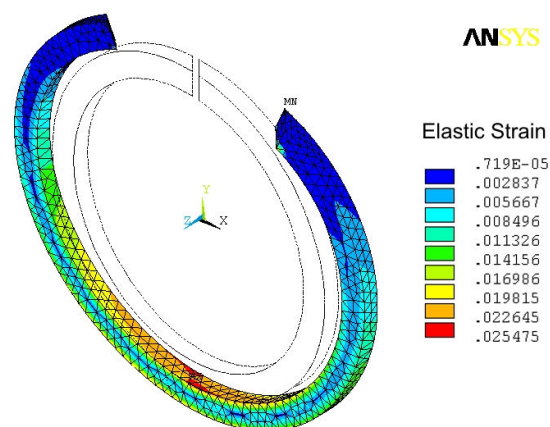 ANSYS
MN
Elastic Strain
.719E-05
.002837
.005667
.008496
.011326
.014156
.016986
.019815
.022645
.025475
Y
Z X